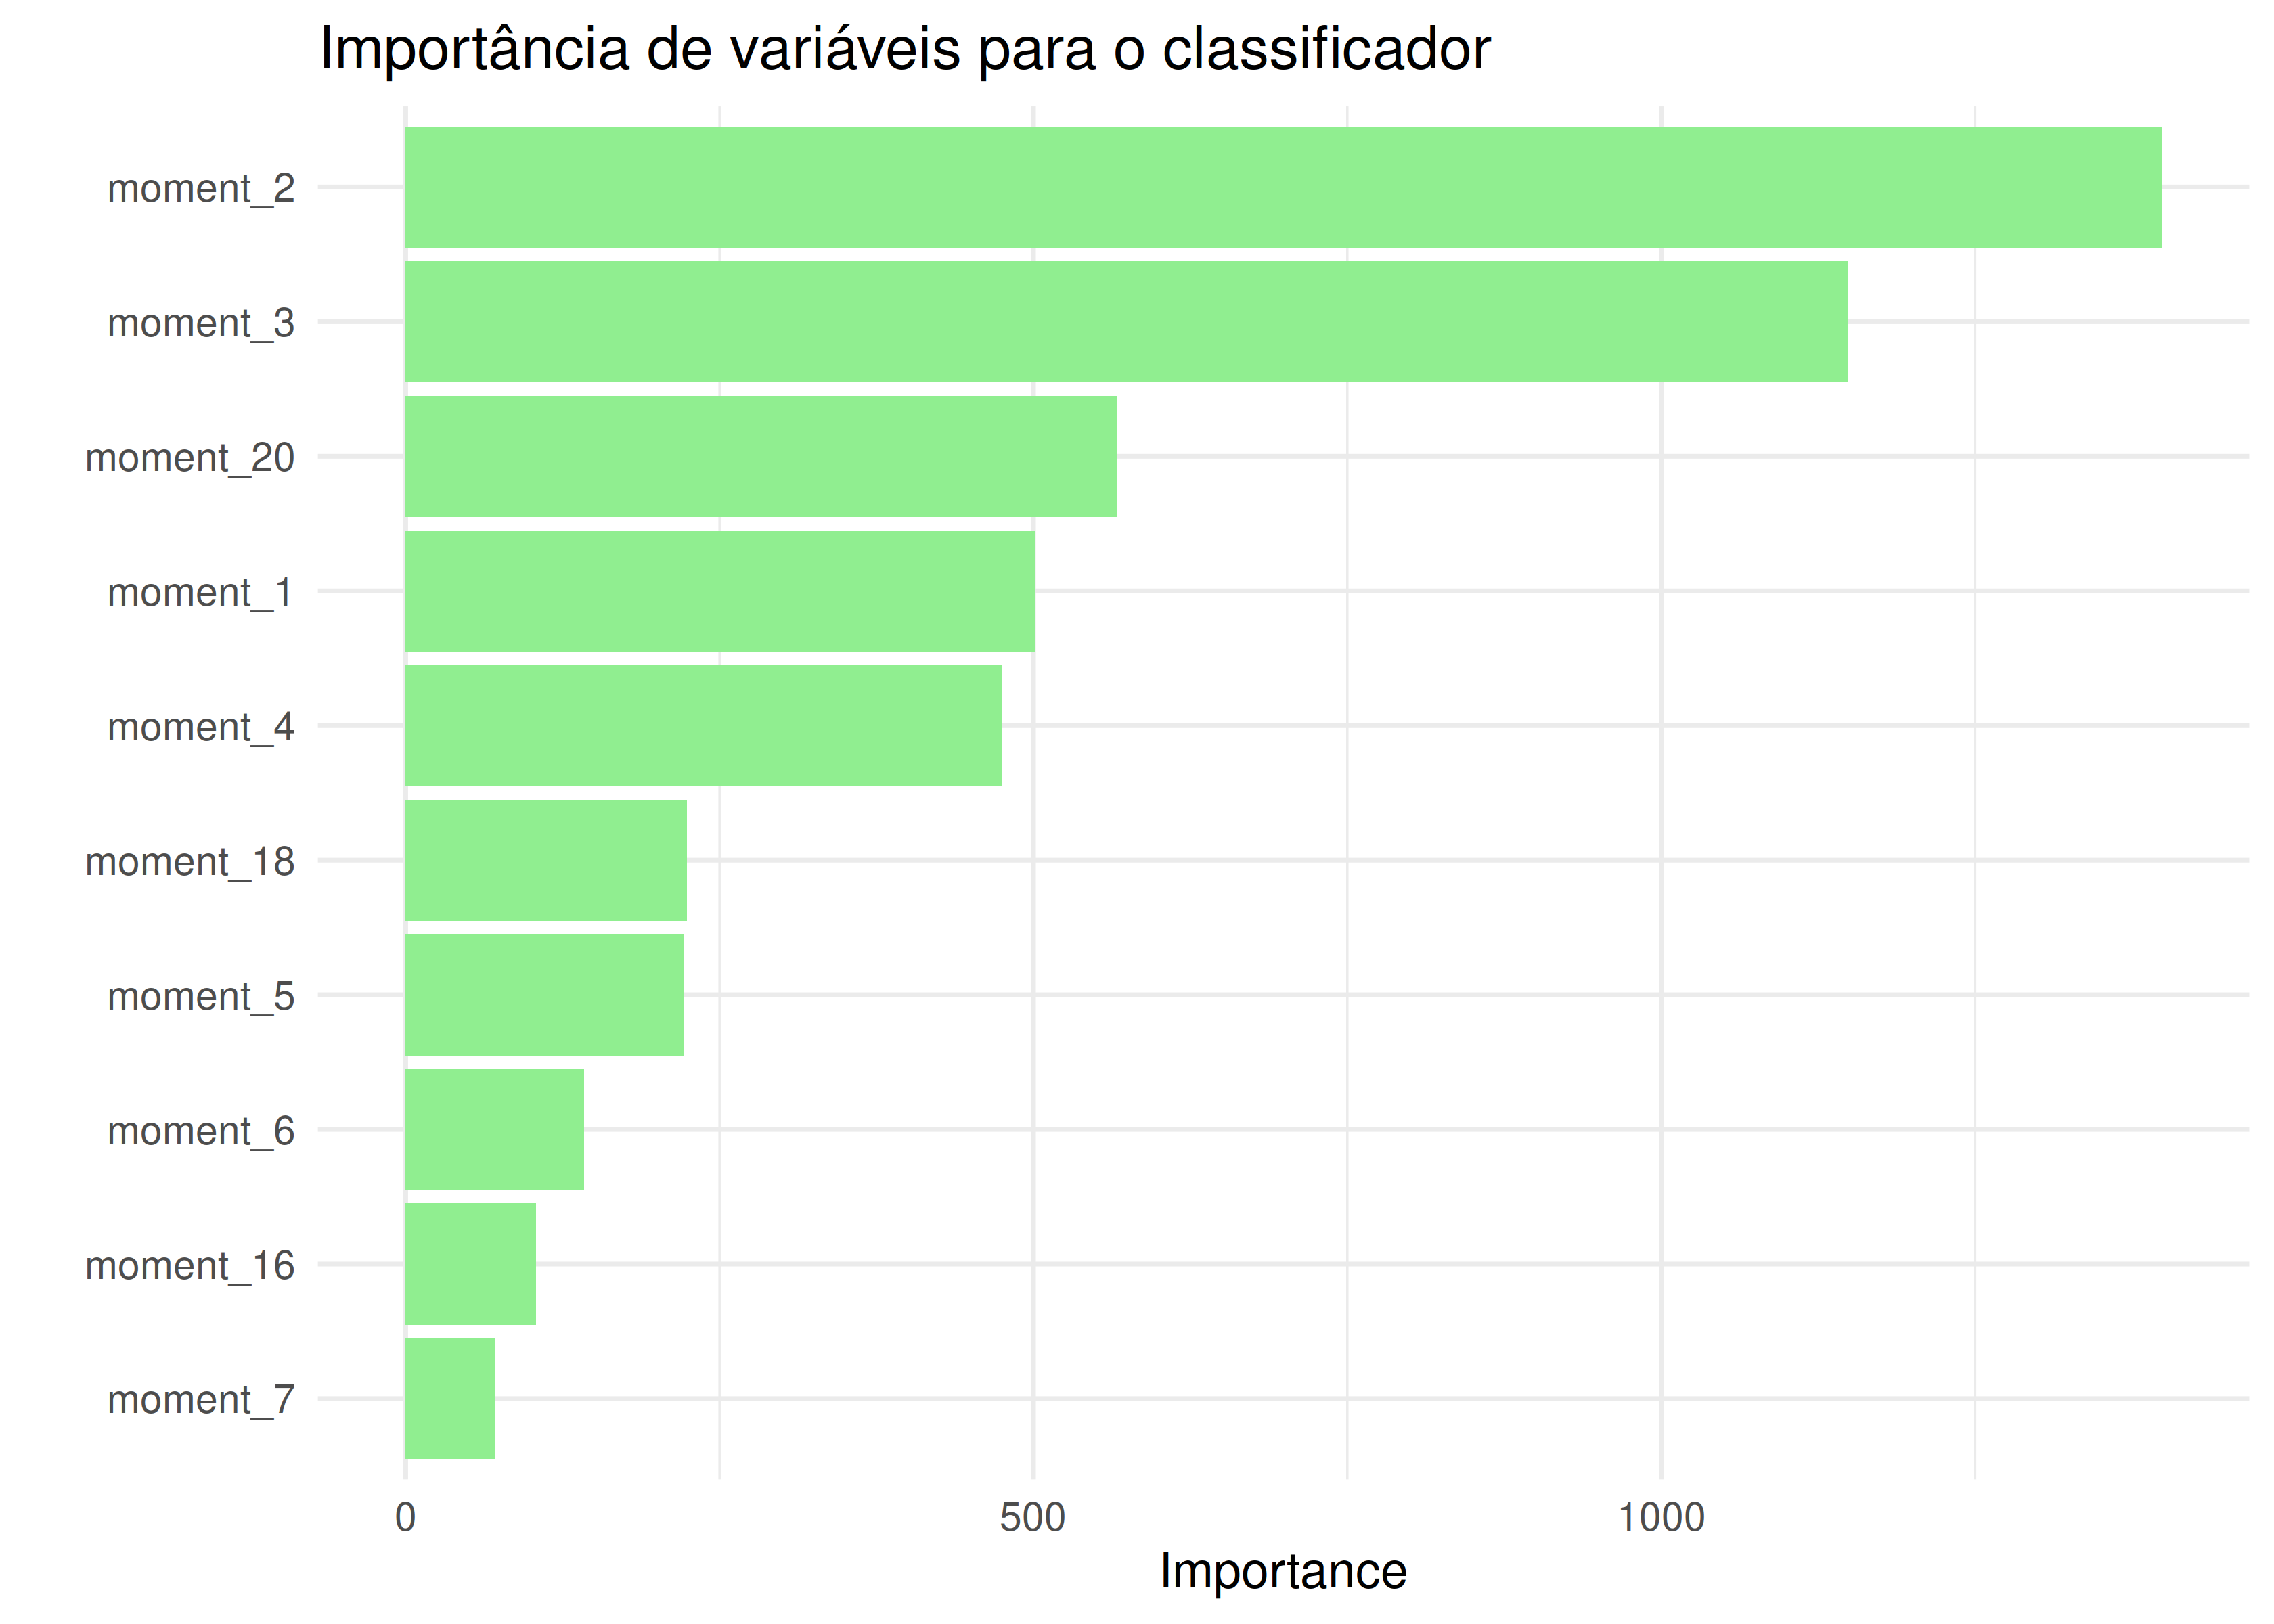 Importância de variáveis para o classificador
moment_2
moment_3
moment_20
moment_1
moment_4
moment_18
moment_5
moment_6
moment_16
moment_7
0 500 1000
Importance